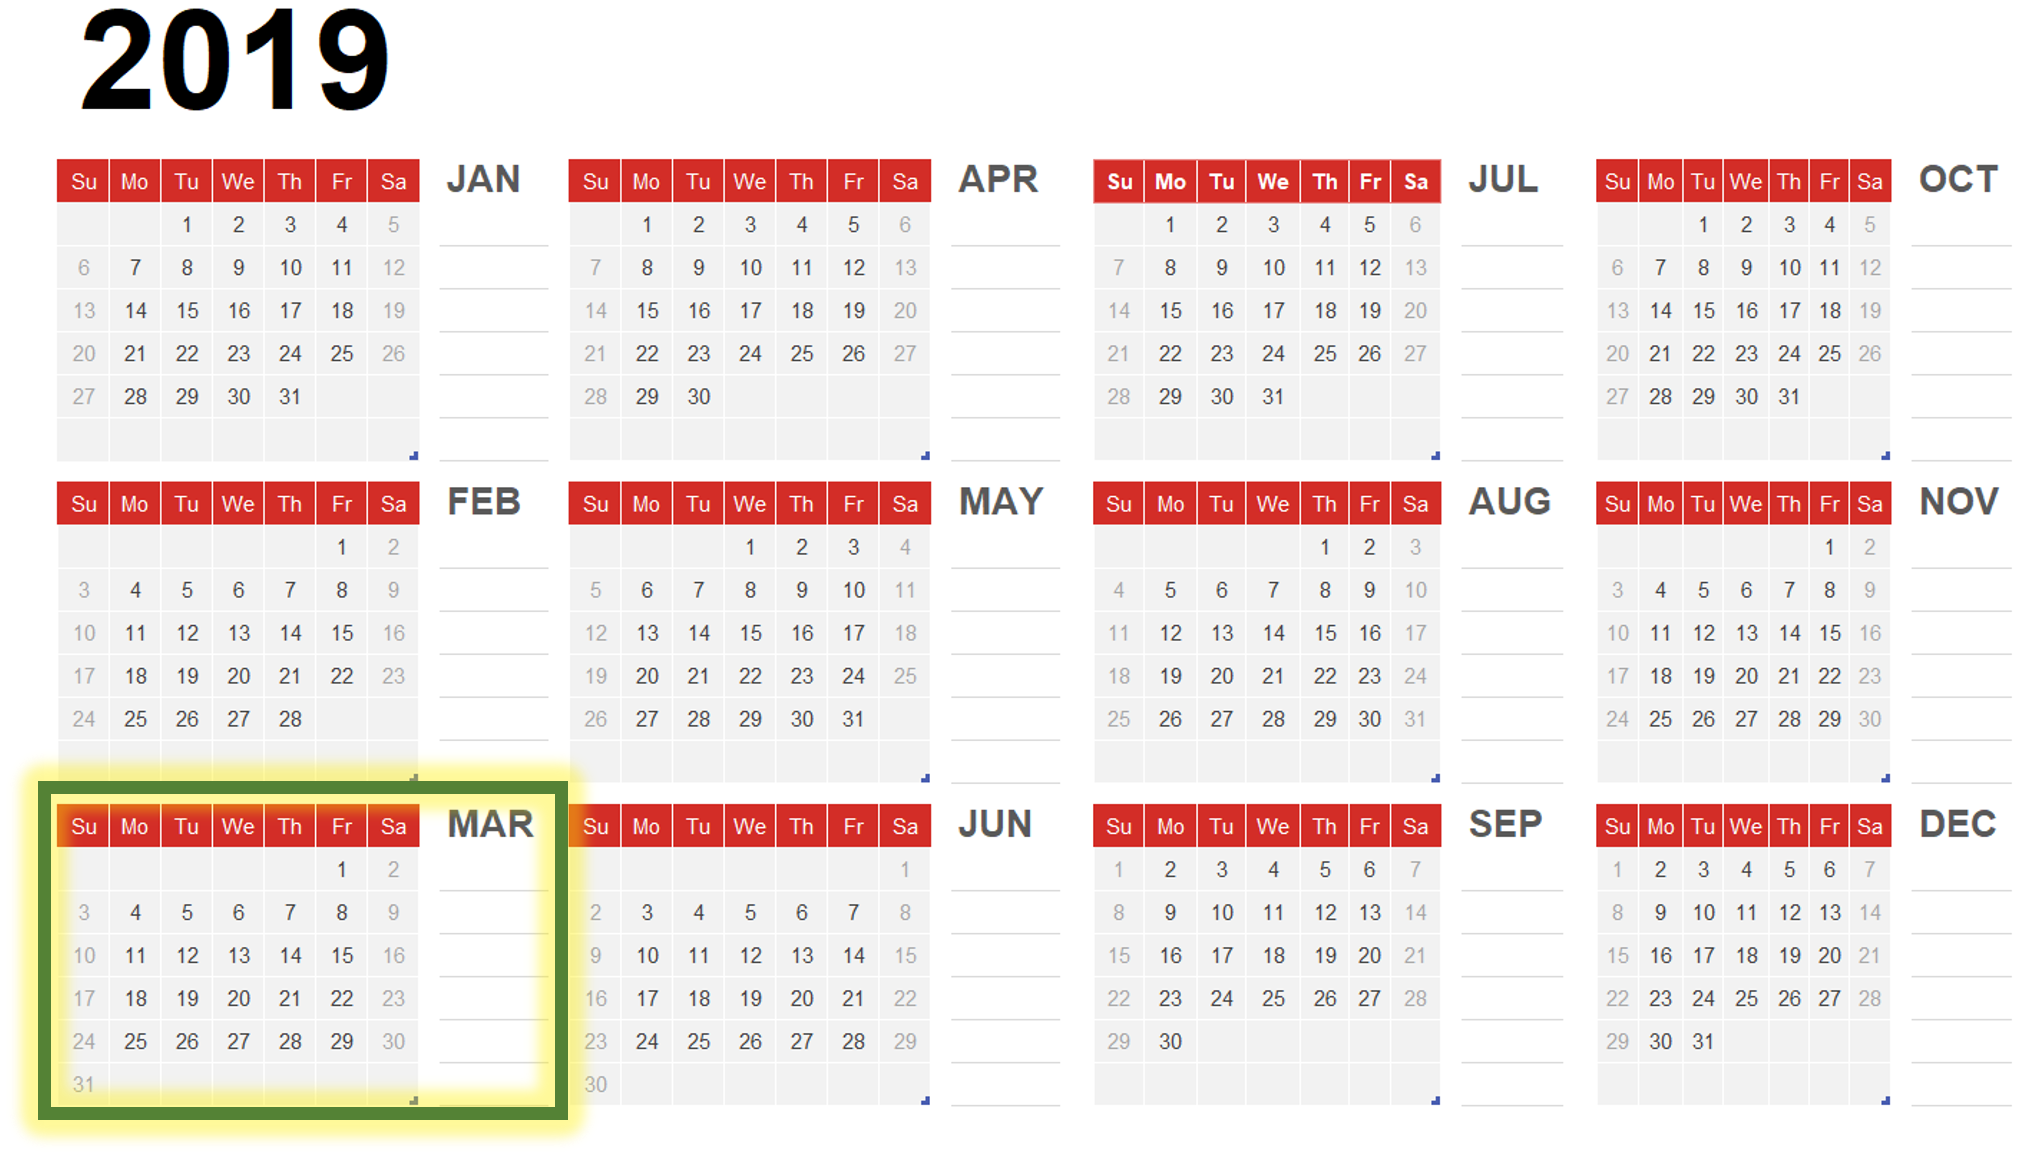 2019
Su Mo Tu We Th Fr Sa JAN
1 2 3 4 5
6 7 8 9 10 11 12
13 14 15 16 17 18 19
20 21 22 23 24 25 26
27 28 29 30 31
Su Mo Tu We Th Fr Sa APR
1 2 3 4 5 6
7 8 9 10 11 12 13
14 15 16 17 18 19 20
21 22 23 24 25 26 27
28 29 30
Su Mo Tu We Th Fr Sa JUL
1 2 3 4 5 6
7 8 9 10 11 12 13
14 15 16 17 18 19 20
21 22 23 24 25 26 27
28 29 30 31
Su Mo Tu We Th Fr Sa OCT
1 2 3 4 5
6 7 8 9 10 11 12
13 14 15 16 17 18 19
20 21 22 23 24 25 26
27 28 29 30 31
Su Mo Tu We Th Fr Sa FEB
1 2
3 4 5 6 7 8 9
10 11 12 13 14 15 16
17 18 19 20 21 22 23
24 25 26 27 28
Su Mo Tu We Th Fr Sa MAY
1 2 3 4
5 6 7 8 9 10 11
12 13 14 15 16 17 18
19 20 21 22 23 24 25
26 27 28 29 30 31
Su Mo Tu We Th Fr Sa AUG
1 2 3
4 5 6 7 8 9 10
11 12 13 14 15 16 17
18 19 20 21 22 23 24
25 26 27 28 29 30 31
Su Mo Tu We Th Fr Sa NOV
1 2
3 4 5 6 7 8 9
10 11 12 13 14 15 16
17 18 19 20 21 22 23
24 25 26 27 28 29 30
Su Mo Tu We Th Fr Sa MAR
1 2
3 4 5 6 7 8 9
10 11 12 13 14 15 16
17 18 19 20 21 22 23
24 25 26 27 28 29 30
31
Su Mo Tu We Th Fr Sa JUN
1
2 3 4 5 6 7 8
9 10 11 12 13 14 15
16 17 18 19 20 21 22
23 24 25 26 27 28 29
30
Su Mo Tu We Th Fr Sa SEP
1 2 3 4 5 6 7
8 9 10 11 12 13 14
15 16 17 18 19 20 21
22 23 24 25 26 27 28
29 30
Su Mo Tu We Th Fr Sa DEC
1 2 3 4 5 6 7
8 9 10 11 12 13 14
15 16 17 18 19 20 21
22 23 24 25 26 27 28
29 30 31